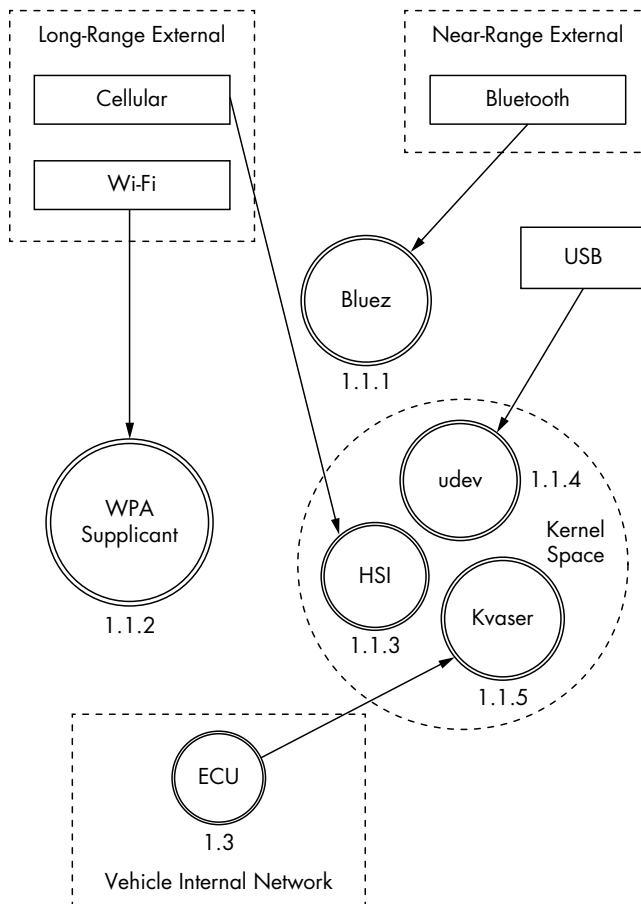 Long-Range External
Near-Range External
Cellular
Bluetooth
Wi-Fi
USB
Bluez
1.1.1
udev
1.1.4
WPA
Supplicant
Kernel
Space
HSI
Kvaser
1.1.2
1.1.3
1.1.5
ECU
1.3
Vehicle Internal Network